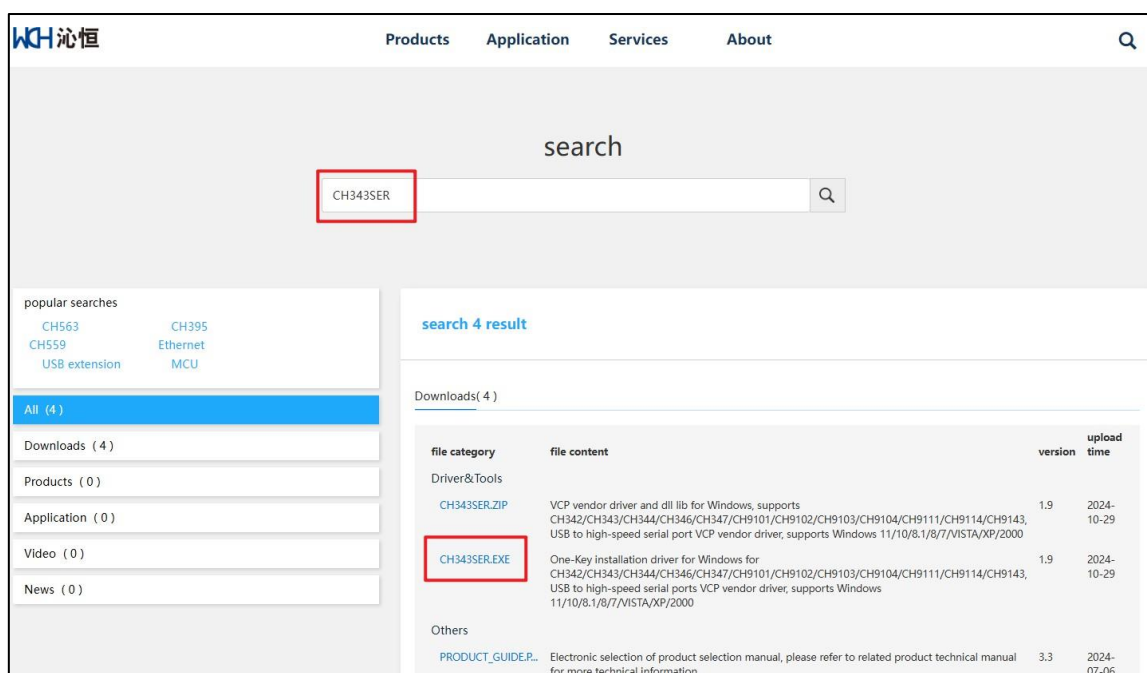 WCH 沁恒
Products Application Services About
search
CH343SER
popular searches
CH563 CH395
CH559 Ethernet
USB extension MCU
All (4)
Downloads (4)
Products (0)
Application (0)
Video (0)
News (0)
search 4 result
Downloads(4)
file category file content version upload time
Driver&Tools
CH343SER.ZIP VCP vendor driver and dll lib for Windows, supports 1.9 2024-
CH342/CH343/CH344/CH346/CH347/CH9101/CH9102/CH9103/CH9104/CH9111/CH9114/CH9143, 10-29
USB to high-speed serial port VCP vendor driver, supports Windows 11/10/8.1/8/7/VISTA/XP/2000
CH343SER.EXE One-Key installation driver for Windows for 1.9 2024-
CH342/CH343/CH344/CH346/CH347/CH9101/CH9102/CH9103/CH9104/CH9111/CH9114/CH9143, 10-29
USB to high-speed serial ports VCP vendor driver, supports Windows
11/10/8.1/8/7/VISTA/XP/2000
Others
PRODUCT_GUIDE.P... Electronic selection of product selection manual, please refer to related product technical manual 3.3 2024-
for more technical information 07-06